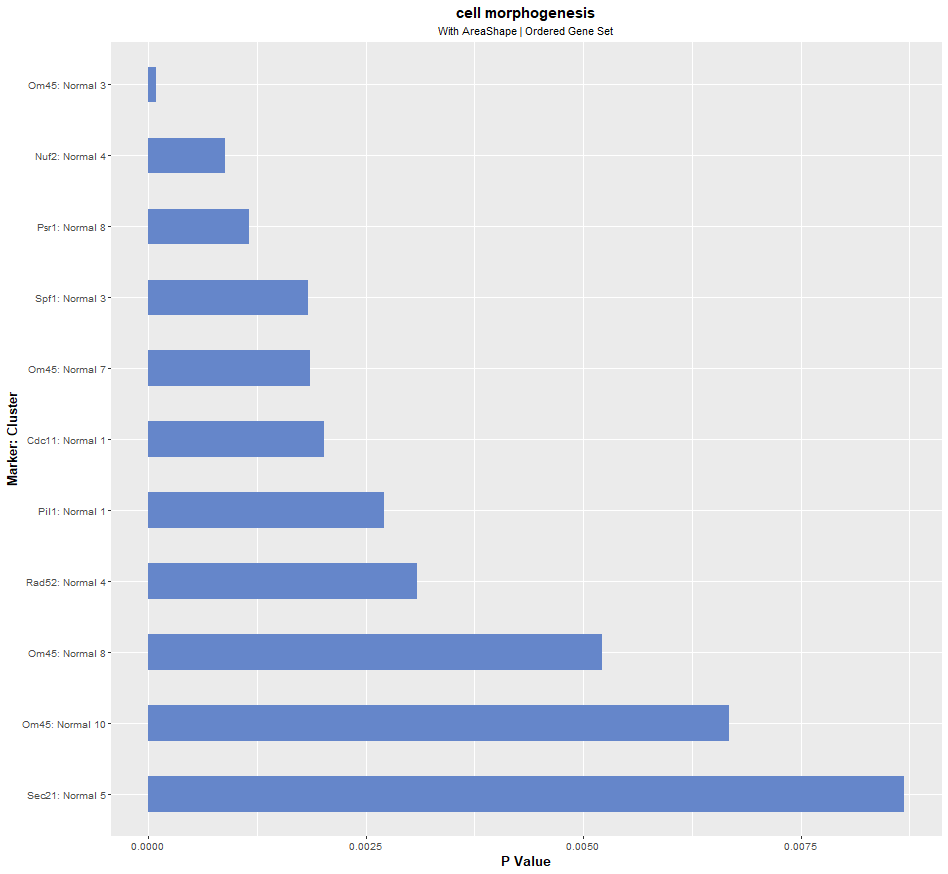 cell morphogenesis
With AreaShape | Ordered Gene Set
Marker: Cluster
Om45: Normal 3
Nuf2: Normal 4
Psr1: Normal 8
Spf1: Normal 3
Om45: Normal 7
Cdc11: Normal 1
Pil1: Normal 1
Rad52: Normal 4
Om45: Normal 8
Om45: Normal 10
Sec21: Normal 5
0.0000 0.0025 0.0050 0.0075
P Value